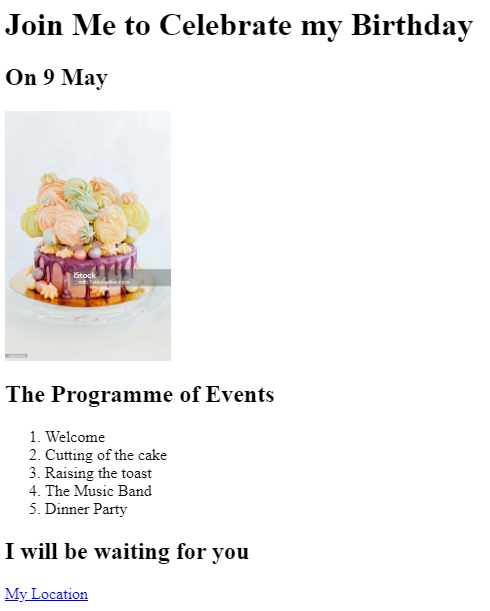 Join Me to Celebrate my Birthday
On 9 May
iStock
The Programme of Events
1. Welcome
2. Cutting of the cake
3. Raising the toast
4. The Music Band
5. Dinner Party
I will be waiting for you
My Location